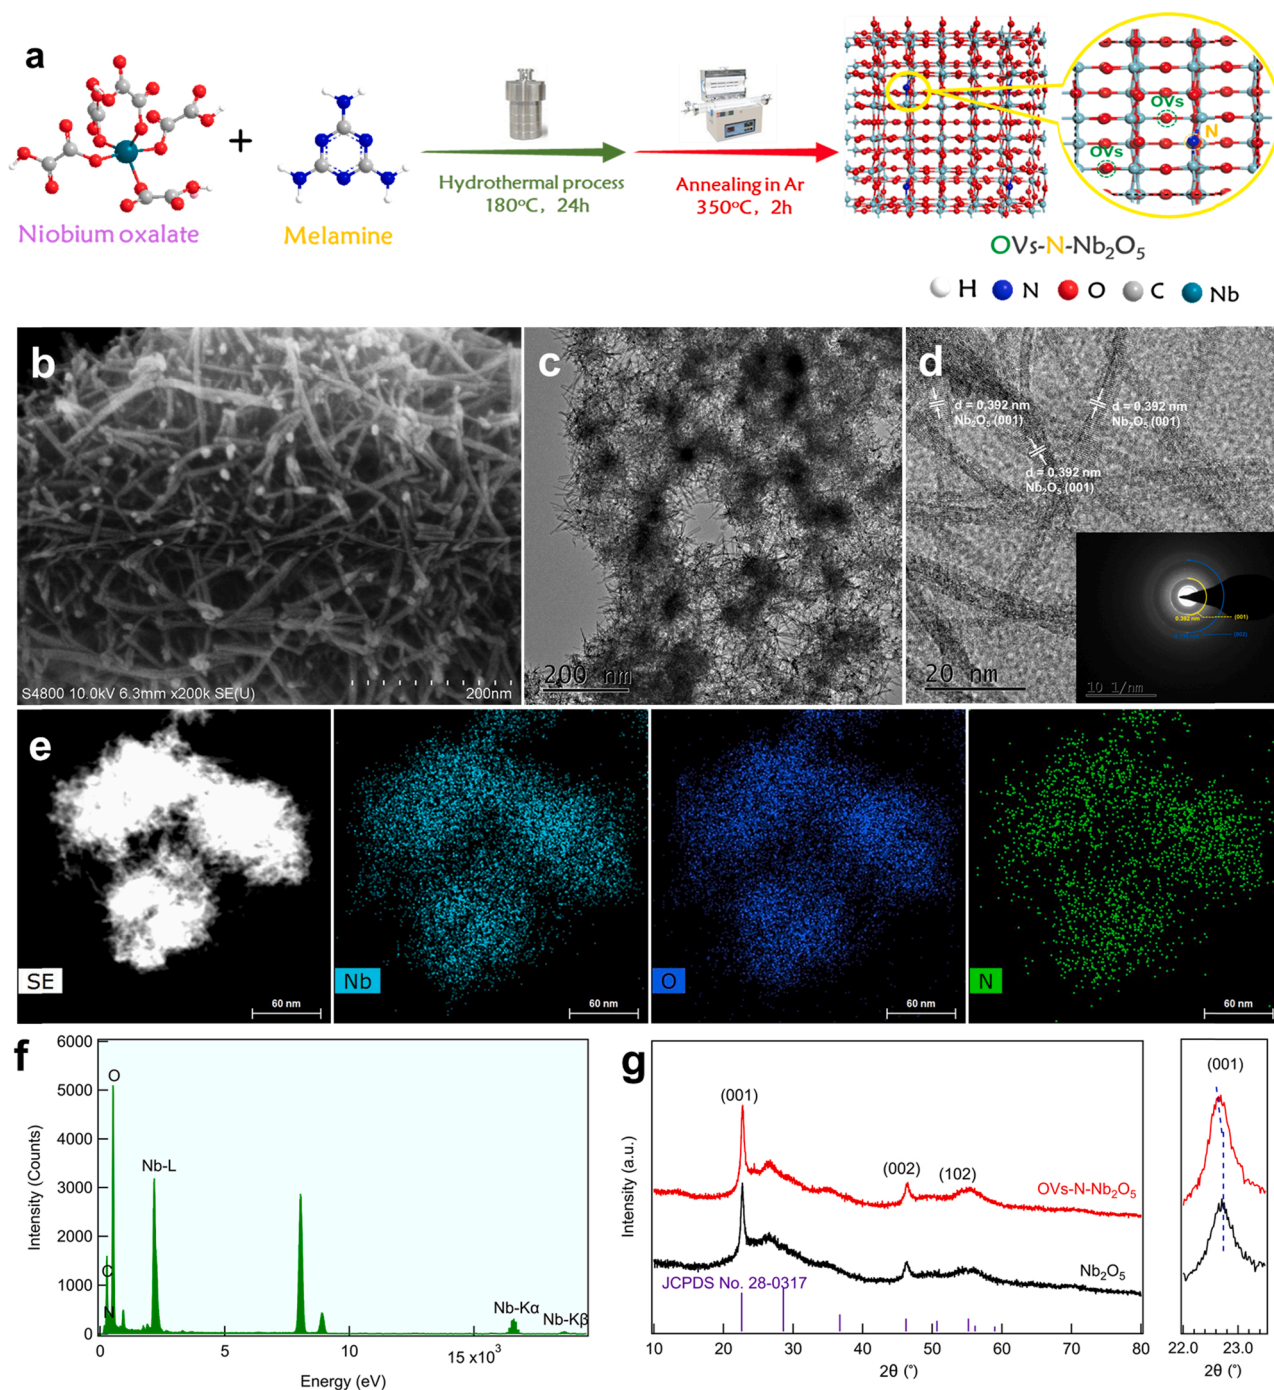 a
Niobium oxalate
+
Melamine
Hydrothermal process
180°C, 24h
Annealing in Ar
350°C, 2h
OVs
N
OVs
OVs-N-Nb₂O₅
H N O C Nb
b
S4800 10.0kV 6.3mm x200k SE(U)
200nm
c
200 nm
d
d = 0.392 nm
Nb₂O₅ (001)
d = 0.392 nm
Nb₂O₅ (001)
d = 0.392 nm
Nb₂O₅ (001)
0.392 nm
(001)
(002)
20 nm
10 1/nm
e
SE
60 nm
Nb
60 nm
O
60 nm
N
60 nm
f
Intensity (Counts)
6000
5000
4000
3000
2000
1000
0
O
C
N
Nb-L
Nb-Kα
Nb-Kβ
0 5 10 15 x10³
Energy (eV)
g
Intensity (a.u.)
(001)
(002)
(102)
OVs-N-Nb₂O₅
Nb₂O₅
JCPDS No. 28-0317
10 20 30 40 50 60 70 80
2θ (°)
(001)
22.0 23.0
2θ (°)